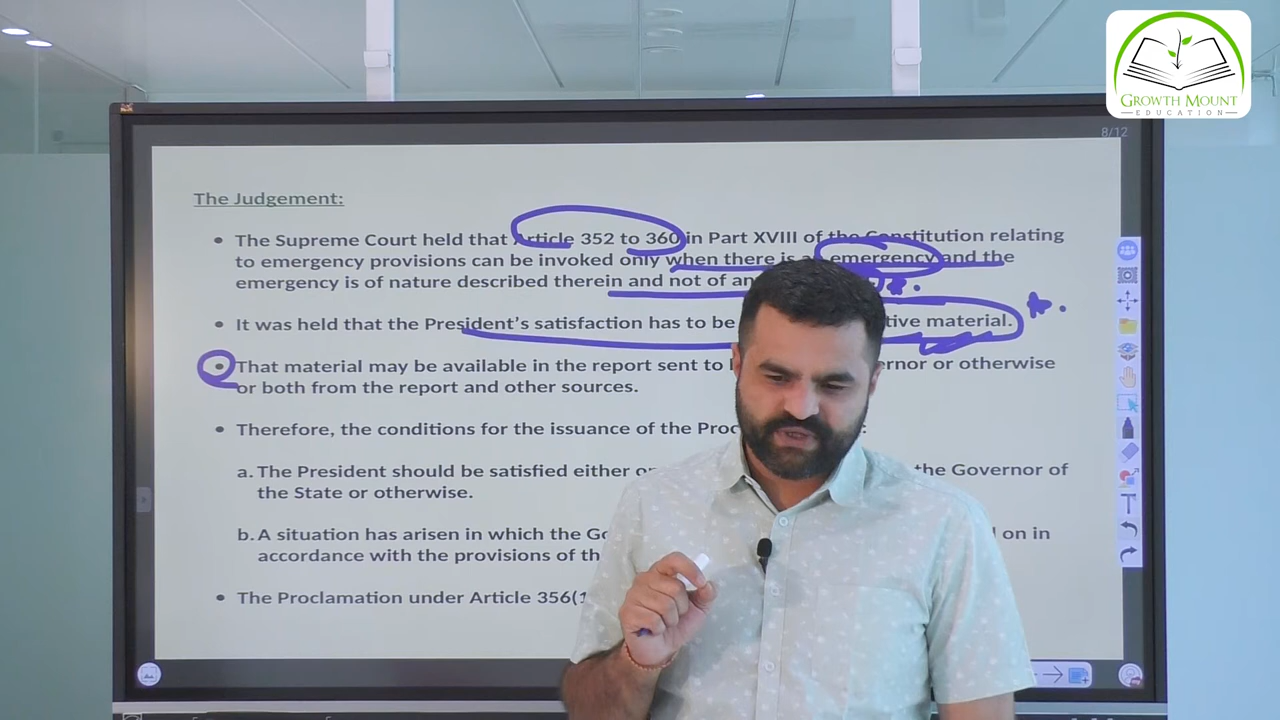 GROWTH MOUNT
EDUCATION
8/12
The Judgement:
• The Supreme Court held that Article 352 to 360 in Part XVIII of the Constitution relating
to emergency provisions can be invoked only when there is a emergency and the
emergency is of nature described therein and not of an
• It was held that the President's satisfaction has to be tive material.
• That material may be available in the report sent to ernor or otherwise
or both from the report and other sources.
• Therefore, the conditions for the issuance of the Proc :
a. The President should be satisfied either o the Governor of
the State or otherwise.
b. A situation has arisen in which the Go on in
accordance with the provisions of th
• The Proclamation under Article 356(1